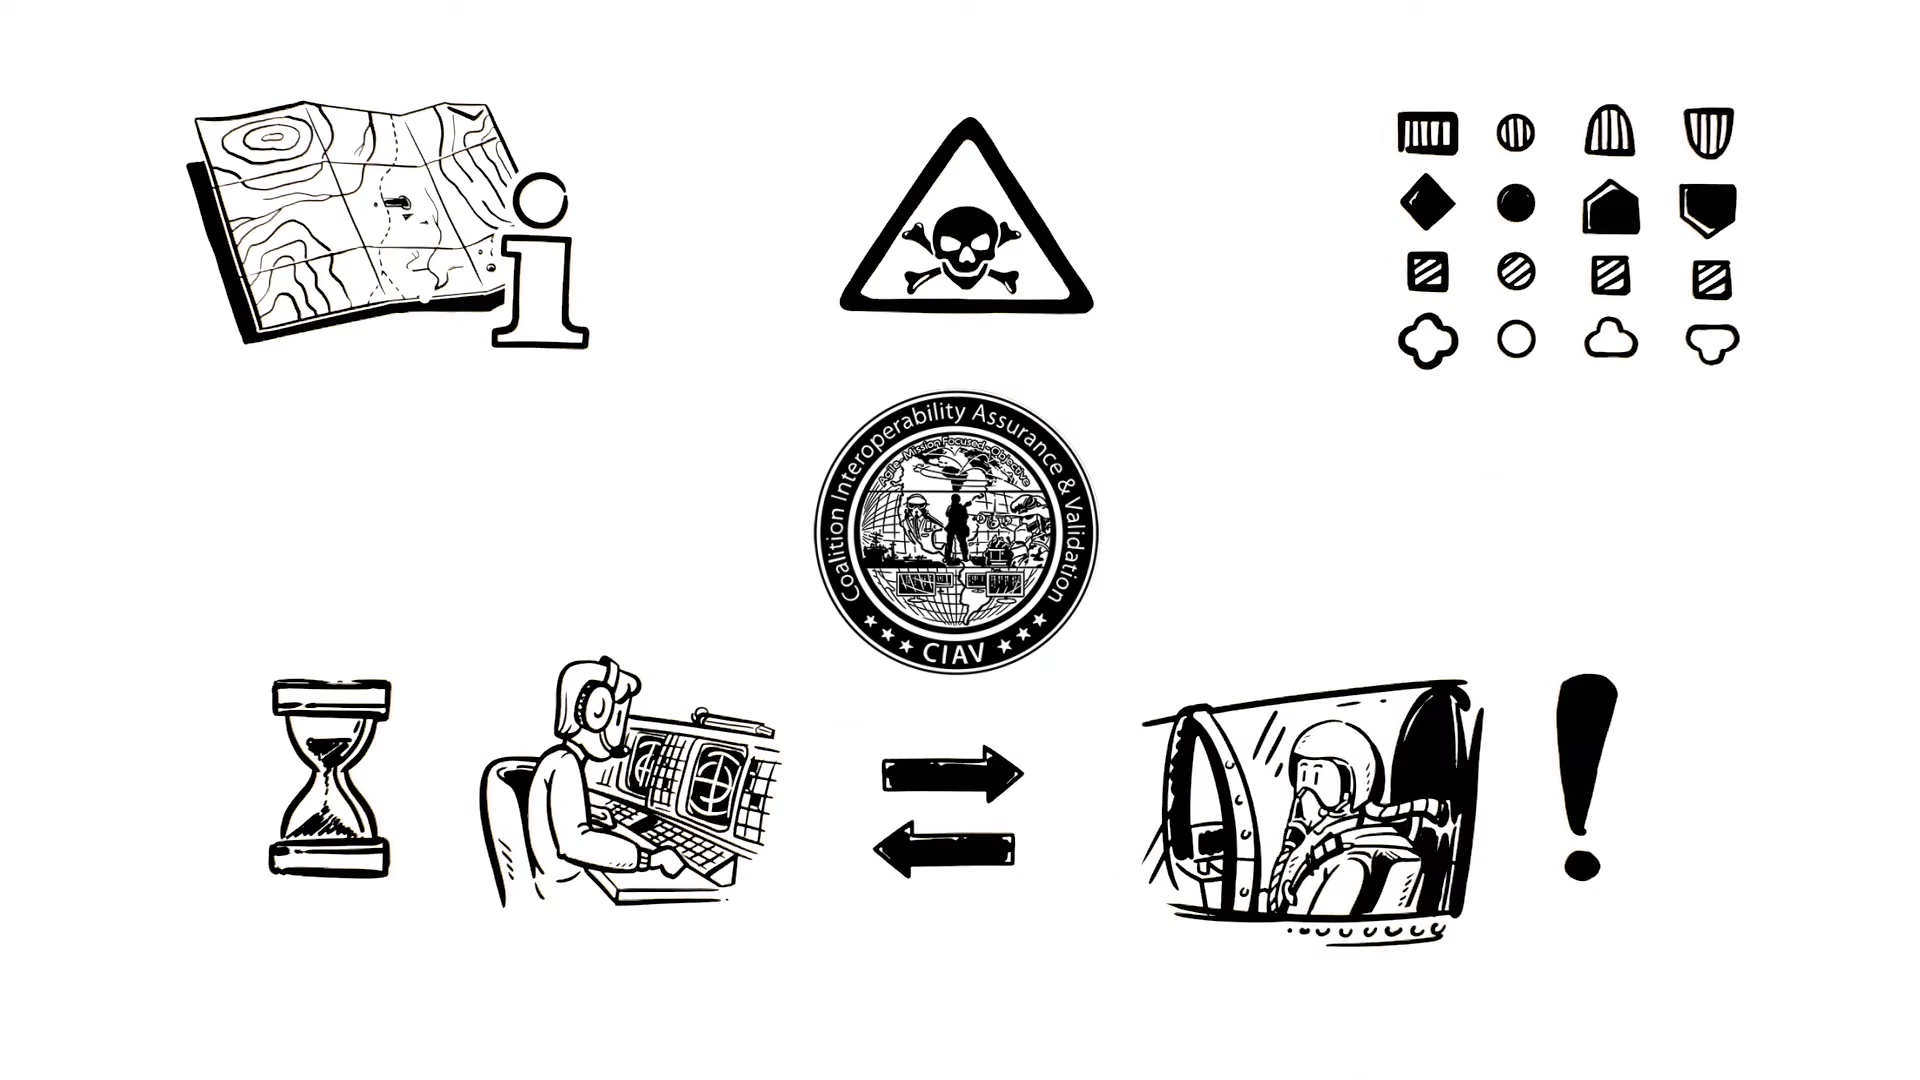 i
Coalition Interoperability Assurance & Validation
Agile-Mission Focused-Objective
CIAV
!